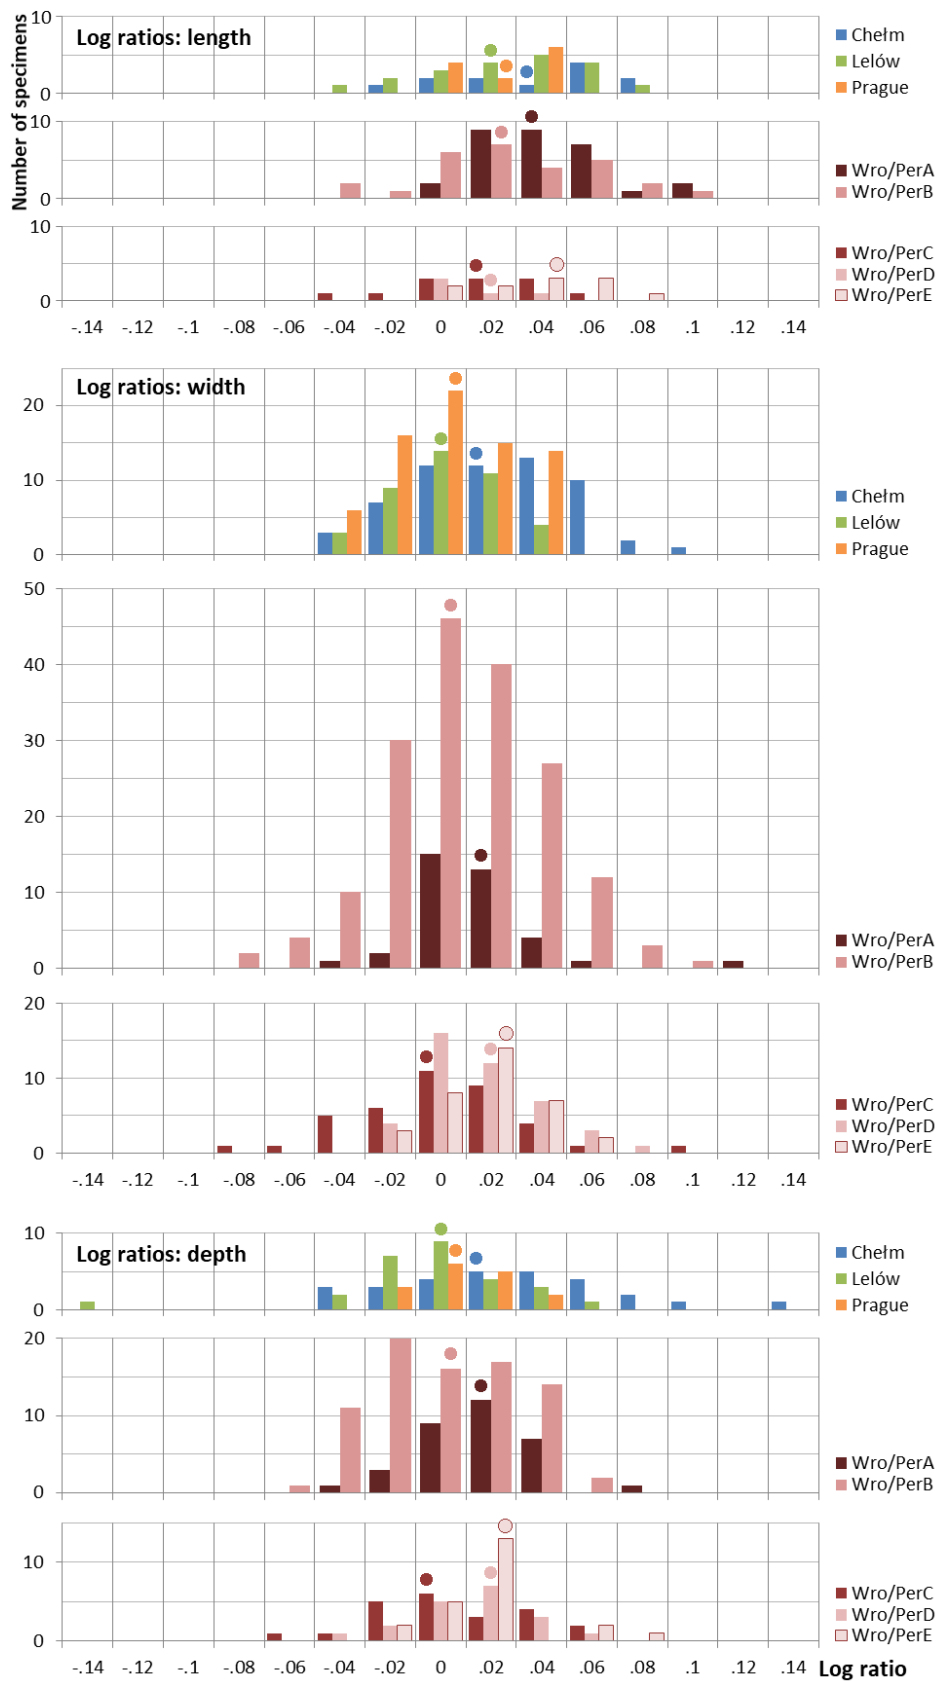 Number of specimens
Log ratios: length
10
5
0
Chełm
Lelów
Prague
10
0
Wro/PerA
Wro/PerB
10
0
Wro/PerC
Wro/PerD
Wro/PerE
-.14 -.12 -.1 -.08 -.06 -.04 -.02 0 .02 .04 .06 .08 .1 .12 .14
Log ratios: width
20
10
0
Chełm
Lelów
Prague
50
40
30
20
10
0
Wro/PerA
Wro/PerB
20
10
0
Wro/PerC
Wro/PerD
Wro/PerE
-.14 -.12 -.1 -.08 -.06 -.04 -.02 0 .02 .04 .06 .08 .1 .12 .14
Log ratios: depth
10
0
Chełm
Lelów
Prague
20
10
0
Wro/PerA
Wro/PerB
10
0
Wro/PerC
Wro/PerD
Wro/PerE
-.14 -.12 -.1 -.08 -.06 -.04 -.02 0 .02 .04 .06 .08 .1 .12 .14 Log ratio